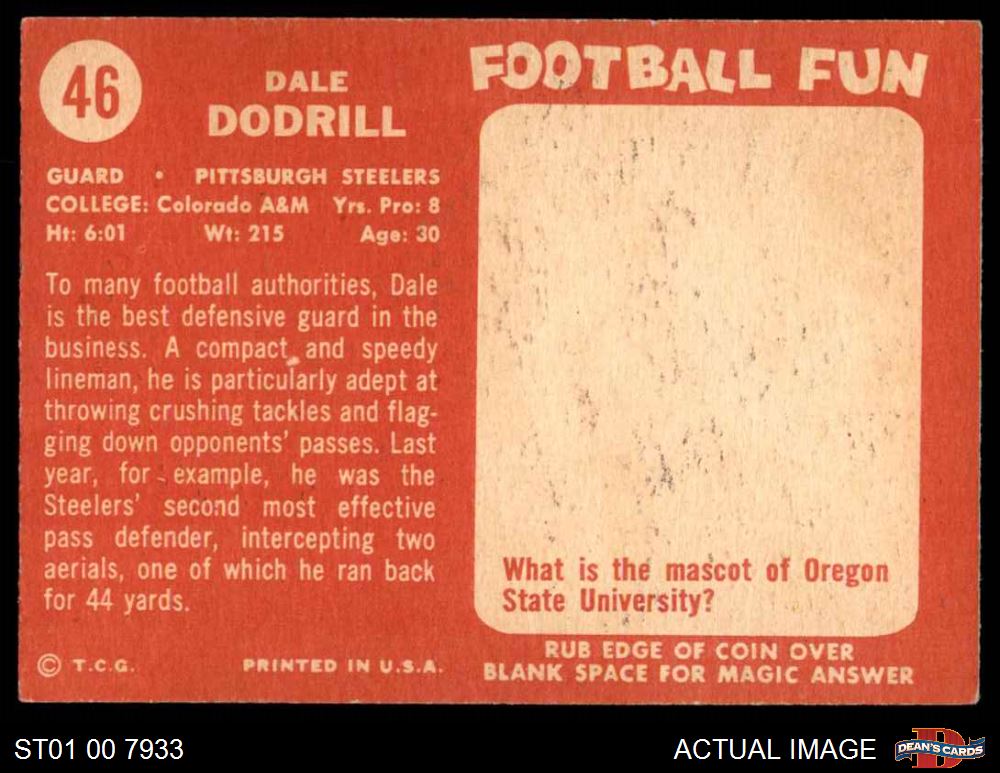 46
DALE
DODRILL
GUARD • PITTSBURGH STEELERS
COLLEGE: Colorado A&M Yrs. Pro: 8
Ht: 6:01 Wt: 215 Age: 30
To many football authorities, Dale
is the best defensive guard in the
business. A compact and speedy
lineman, he is particularly adept at
throwing crushing tackles and flag-
ging down opponents' passes. Last
year, for example, he was the
Steelers' second most effective
pass defender, intercepting two
aerials, one of which he ran back
for 44 yards.
© T.C.G. PRINTED IN U.S.A.
FOOTBALL FUN
What is the mascot of Oregon
State University?
RUB EDGE OF COIN OVER
BLANK SPACE FOR MAGIC ANSWER
ST01 00 7933
ACTUAL IMAGE
D
DEAN'S CARDS